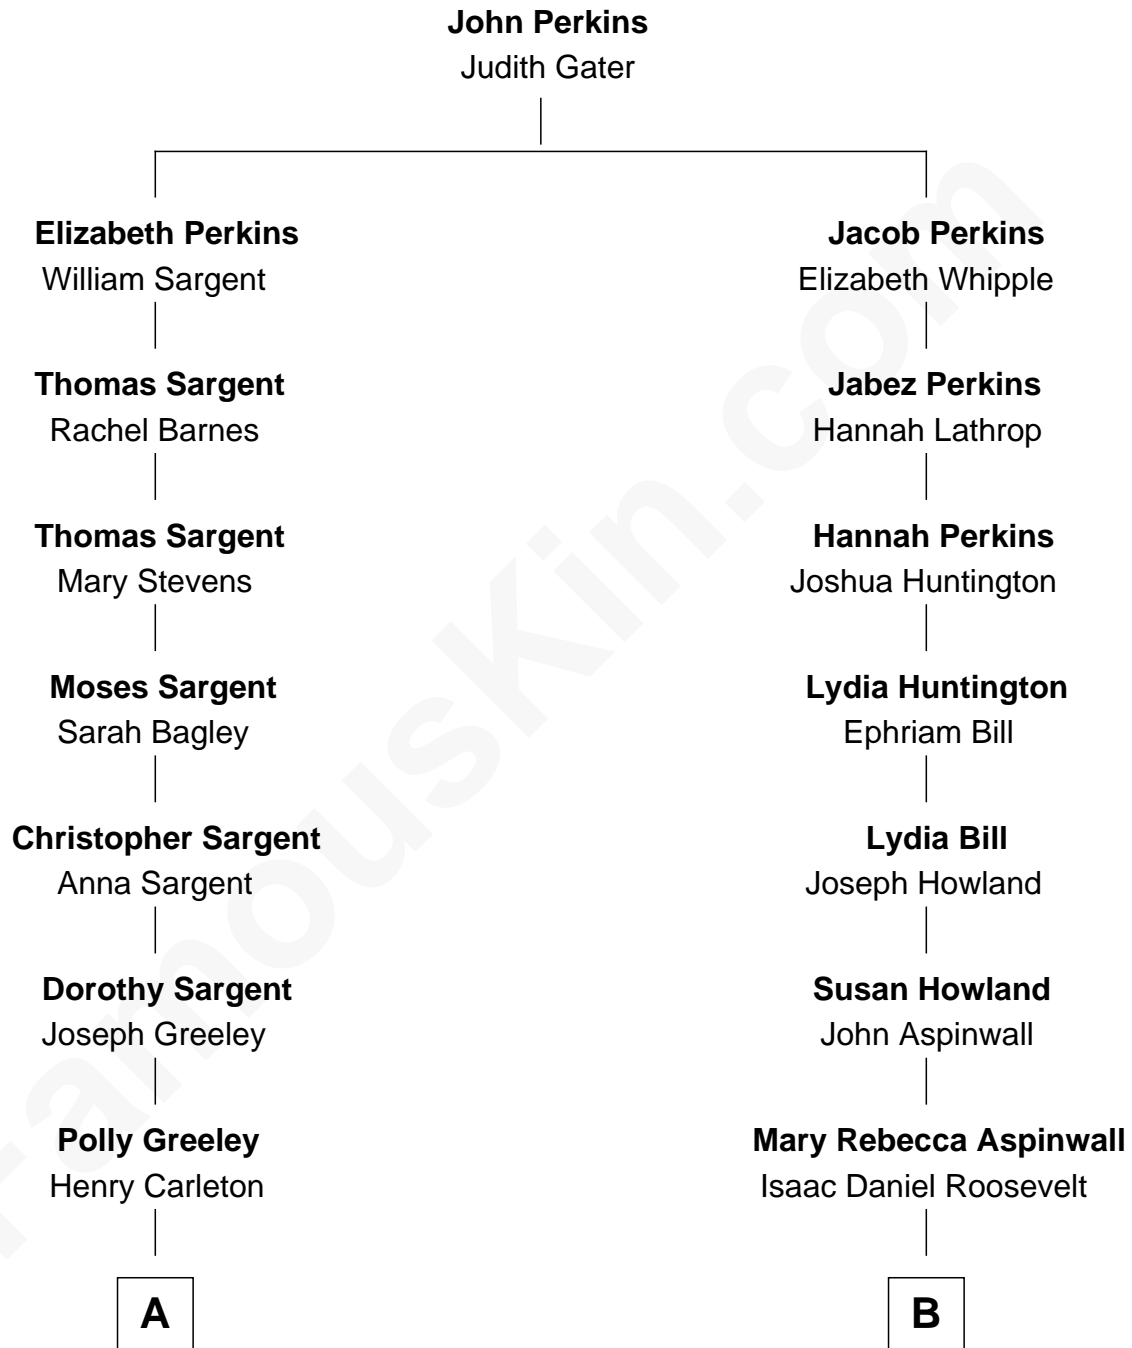 John Perkins
Judith Gater
Elizabeth Perkins
William Sargent
Jacob Perkins
Elizabeth Whipple
Thomas Sargent
Rachel Barnes
Jabez Perkins
Hannah Lathrop
Thomas Sargent
Mary Stevens
Hannah Perkins
Joshua Huntington
Moses Sargent
Sarah Bagley
Lydia Huntington
Ephriam Bill
Christopher Sargent
Anna Sargent
Lydia Bill
Joseph Howland
Dorothy Sargent
Joseph Greeley
Susan Howland
John Aspinwall
Polly Greeley
Henry Carleton
Mary Rebecca Aspinwall
Isaac Daniel Roosevelt
A
B
FamousKin.com